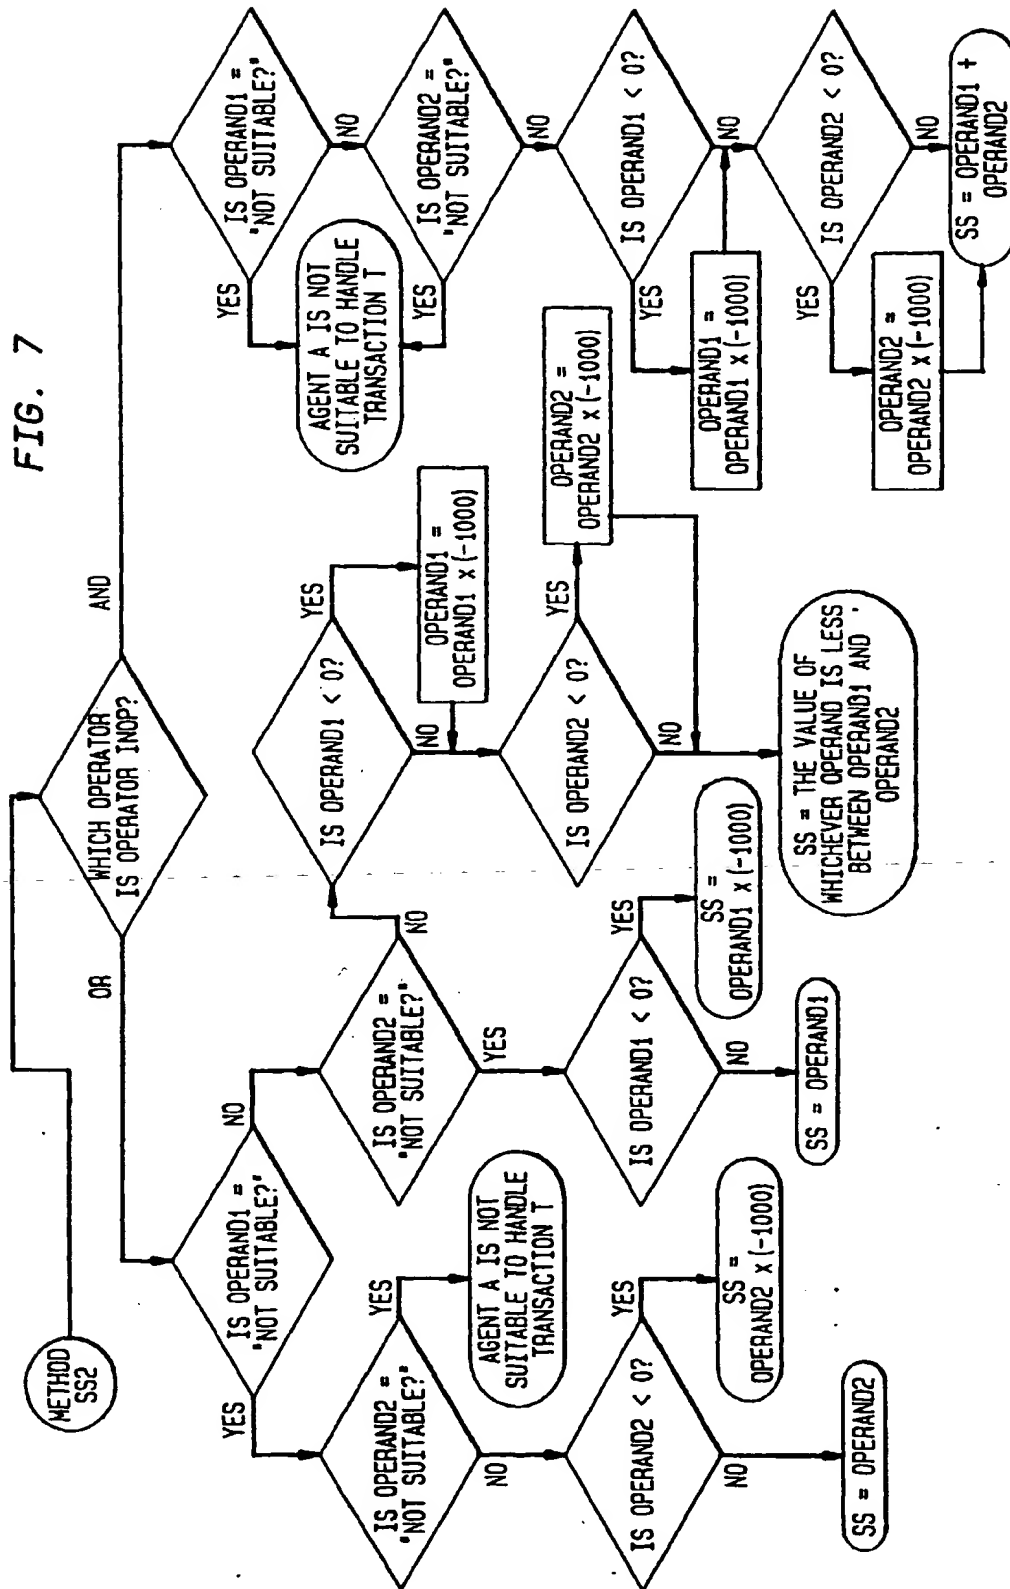 FIG. 7
METHOD
SS2
WHICH OPERATOR
IS OPERATOR INOP?
OR
AND
IS OPERAND1 =
"NOT SUITABLE?"
YES
NO
IS OPERAND2 =
"NOT SUITABLE?"
YES
NO
AGENT A IS NOT
SUITABLE TO HANDLE
TRANSACTION T
IS OPERAND2 < 0?
YES
NO
SS =
OPERAND2 x (-1000)
SS = OPERAND2
IS OPERAND2 =
"NOT SUITABLE?"
NO
YES
IS OPERAND1 < 0?
YES
NO
SS =
OPERAND1 x (-1000)
SS = OPERAND1
IS OPERAND1 < 0?
YES
NO
OPERAND1 =
OPERAND1 x (-1000)
IS OPERAND2 < 0?
YES
NO
OPERAND2 =
OPERAND2 x (-1000)
SS = THE VALUE OF
WHICHEVER OPERAND IS LESS
BETWEEN OPERAND1 AND
OPERAND2
IS OPERAND1 =
"NOT SUITABLE?"
YES
NO
AGENT A IS NOT
SUITABLE TO HANDLE
TRANSACTION T
IS OPERAND2 =
"NOT SUITABLE?"
YES
NO
IS OPERAND1 < 0?
YES
NO
OPERAND1 =
OPERAND1 x (-1000)
IS OPERAND2 < 0?
YES
NO
OPERAND2 =
OPERAND2 x (-1000)
SS = OPERAND1 +
OPERAND2